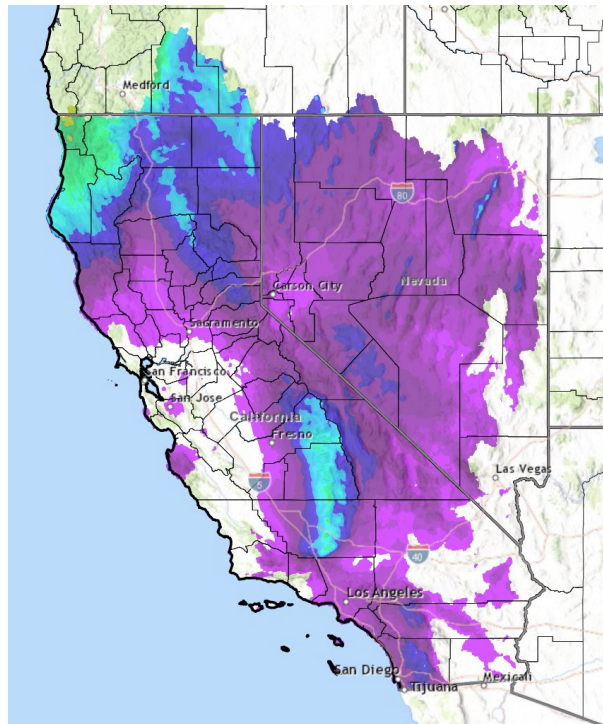 Medford
80
Carson City
Nevada
Sacramento
San Francisco
San Jose
California
Fresno
5
Las Vegas
40
Los Angeles
San Diego
Tijuana
Mexicali